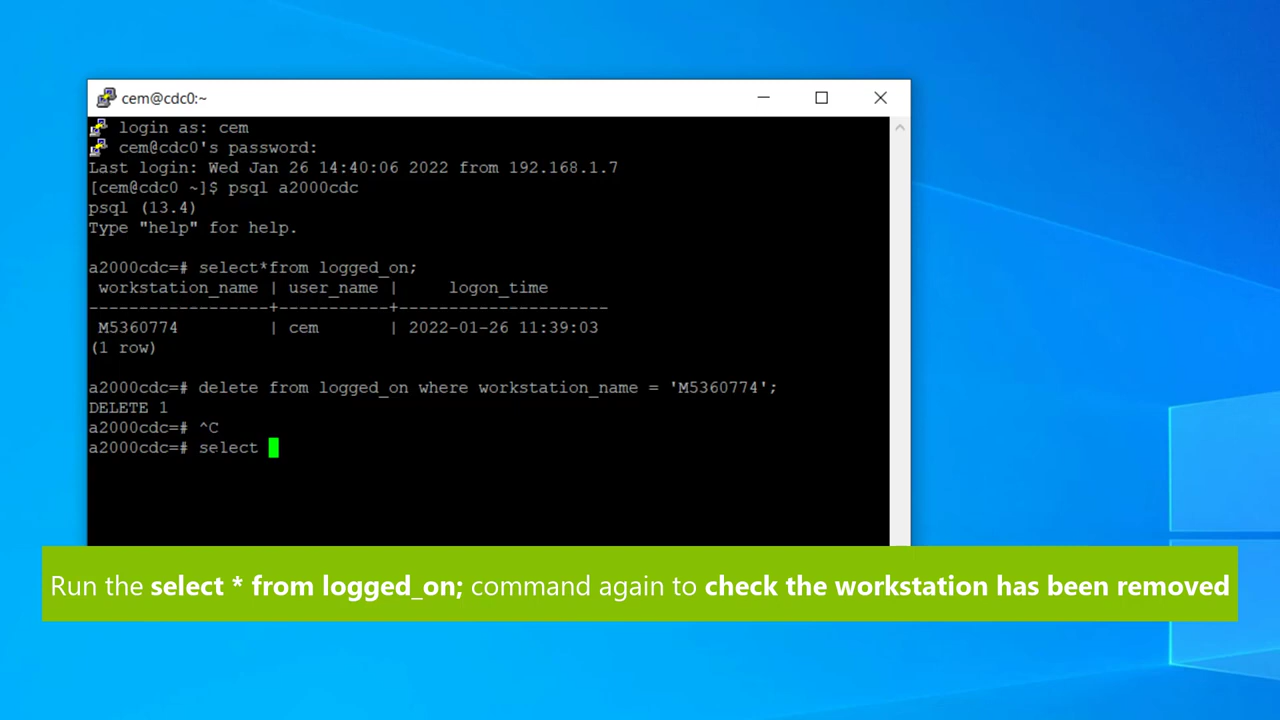 cem@cdc0:~
login as: cem
cem@cdc0's password:
Last login: Wed Jan 26 14:40:06 2022 from 192.168.1.7
[cem@cdc0 ~]$ psql a2000cdc
psql (13.4)
Type "help" for help.
a2000cdc=# select*from logged_on;
workstation_name | user_name | logon_time
------------------+-----------+---------------------
M5360774 | cem | 2022-01-26 11:39:03
(1 row)
a2000cdc=# delete from logged_on where workstation_name = 'M5360774';
DELETE 1
a2000cdc=# ^C
a2000cdc=# select
Run the select * from logged_on; command again to check the workstation has been removed